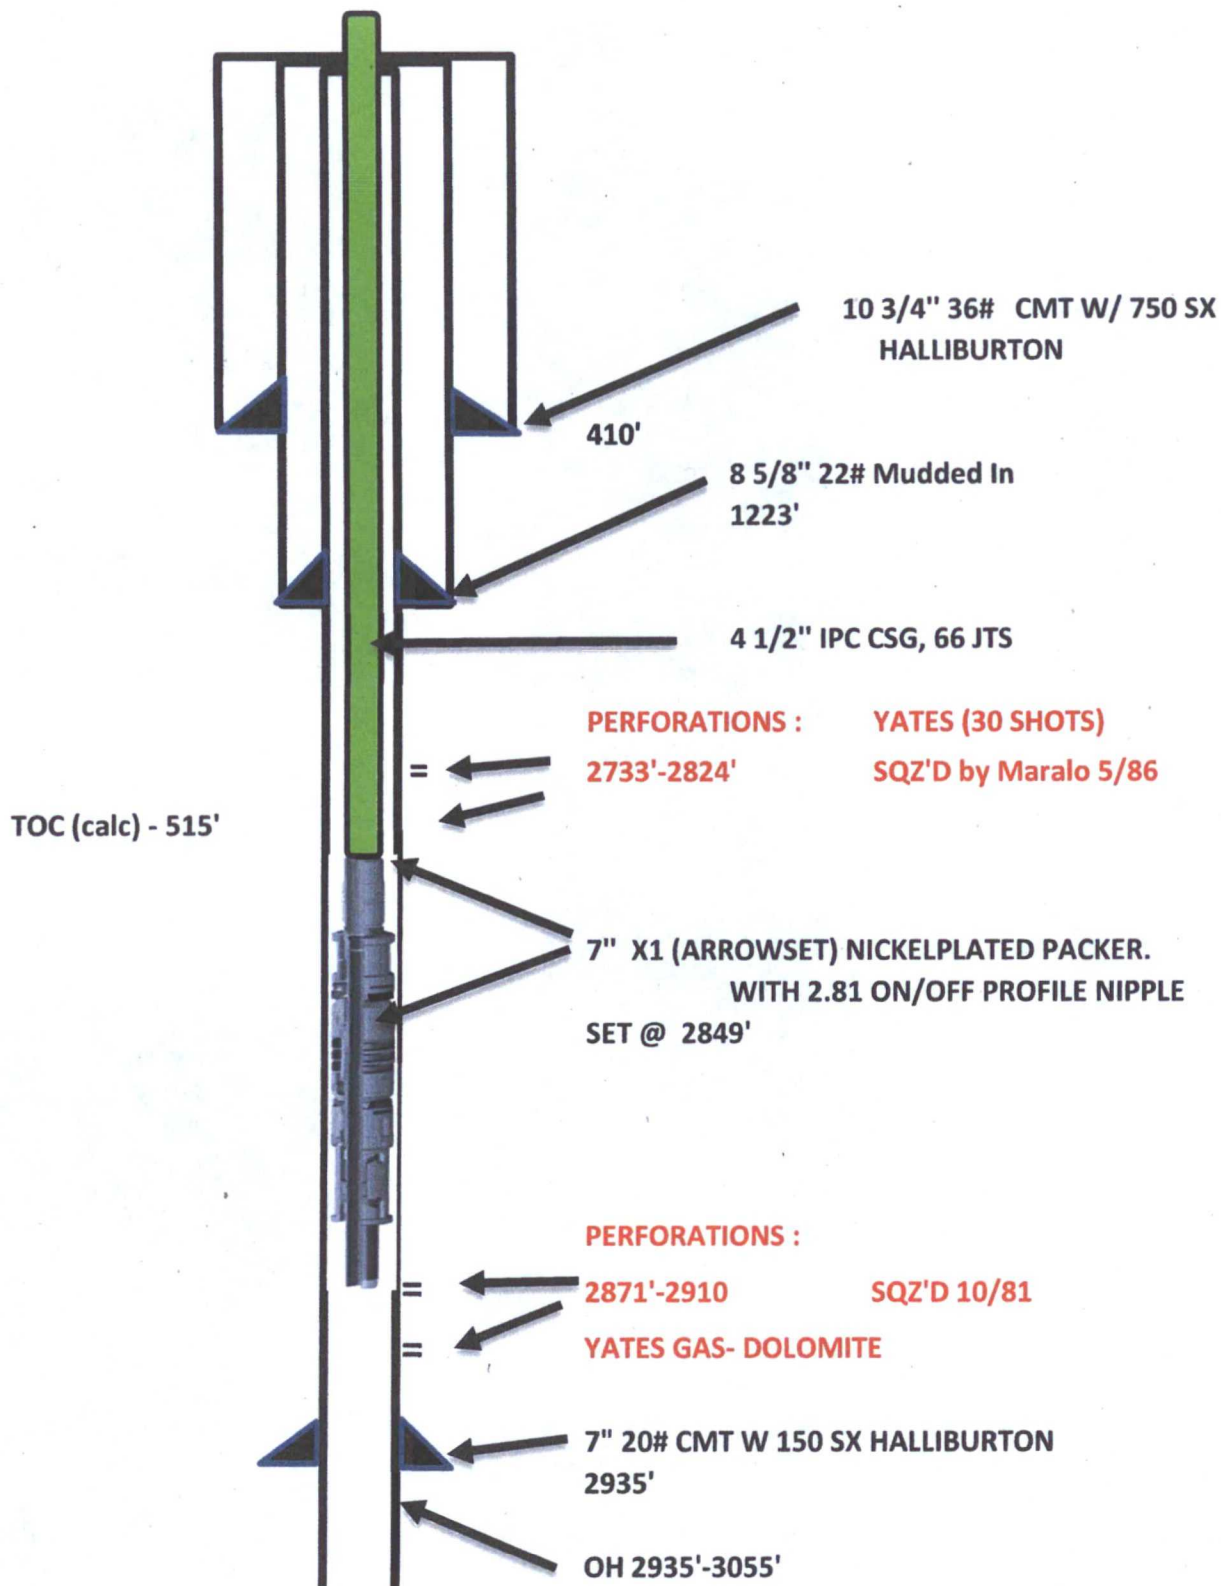 10 3/4" 36#   CMT W/ 750 SX
HALLIBURTON
410'
8 5/8" 22# Mudded In
1223'
4 1/2" IPC CSG, 66 JTS
PERFORATIONS : YATES (30 SHOTS)
2733'-2824' SQZ'D by Maralo 5/86
TOC (calc) - 515'
7"  X1 (ARROWSET) NICKELPLATED PACKER.
WITH 2.81 ON/OFF PROFILE NIPPLE
SET @  2849'
PERFORATIONS :
2871'-2910 SQZ'D 10/81
YATES GAS- DOLOMITE
7" 20# CMT W 150 SX HALLIBURTON
2935'
OH 2935'-3055'